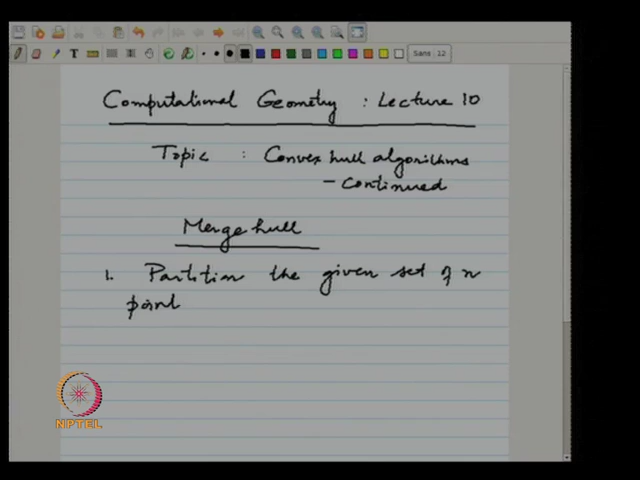 Sans 12
Computational Geometry : Lecture 10
Topic : Convex hull algorithms
- continued
Merge hull
1. Partition the given set of n
point
NPTEL